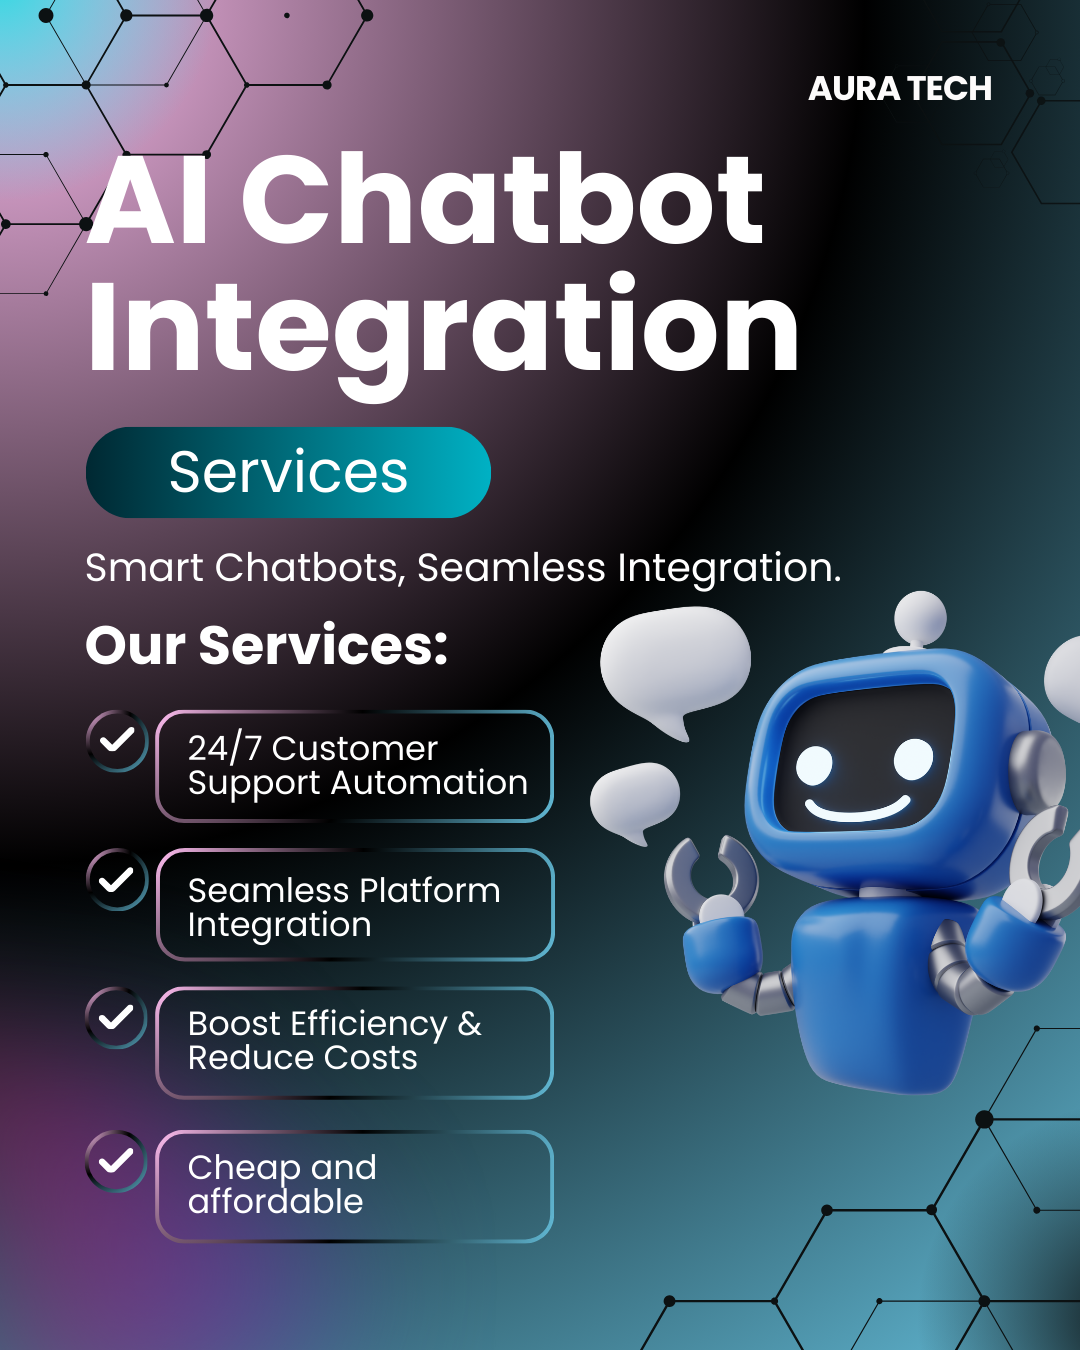 AURA TECH
AI Chatbot
Integration
Services
Smart Chatbots, Seamless Integration.
Our Services:
24/7 Customer
Support Automation
Seamless Platform
Integration
Boost Efficiency &
Reduce Costs
Cheap and
affordable